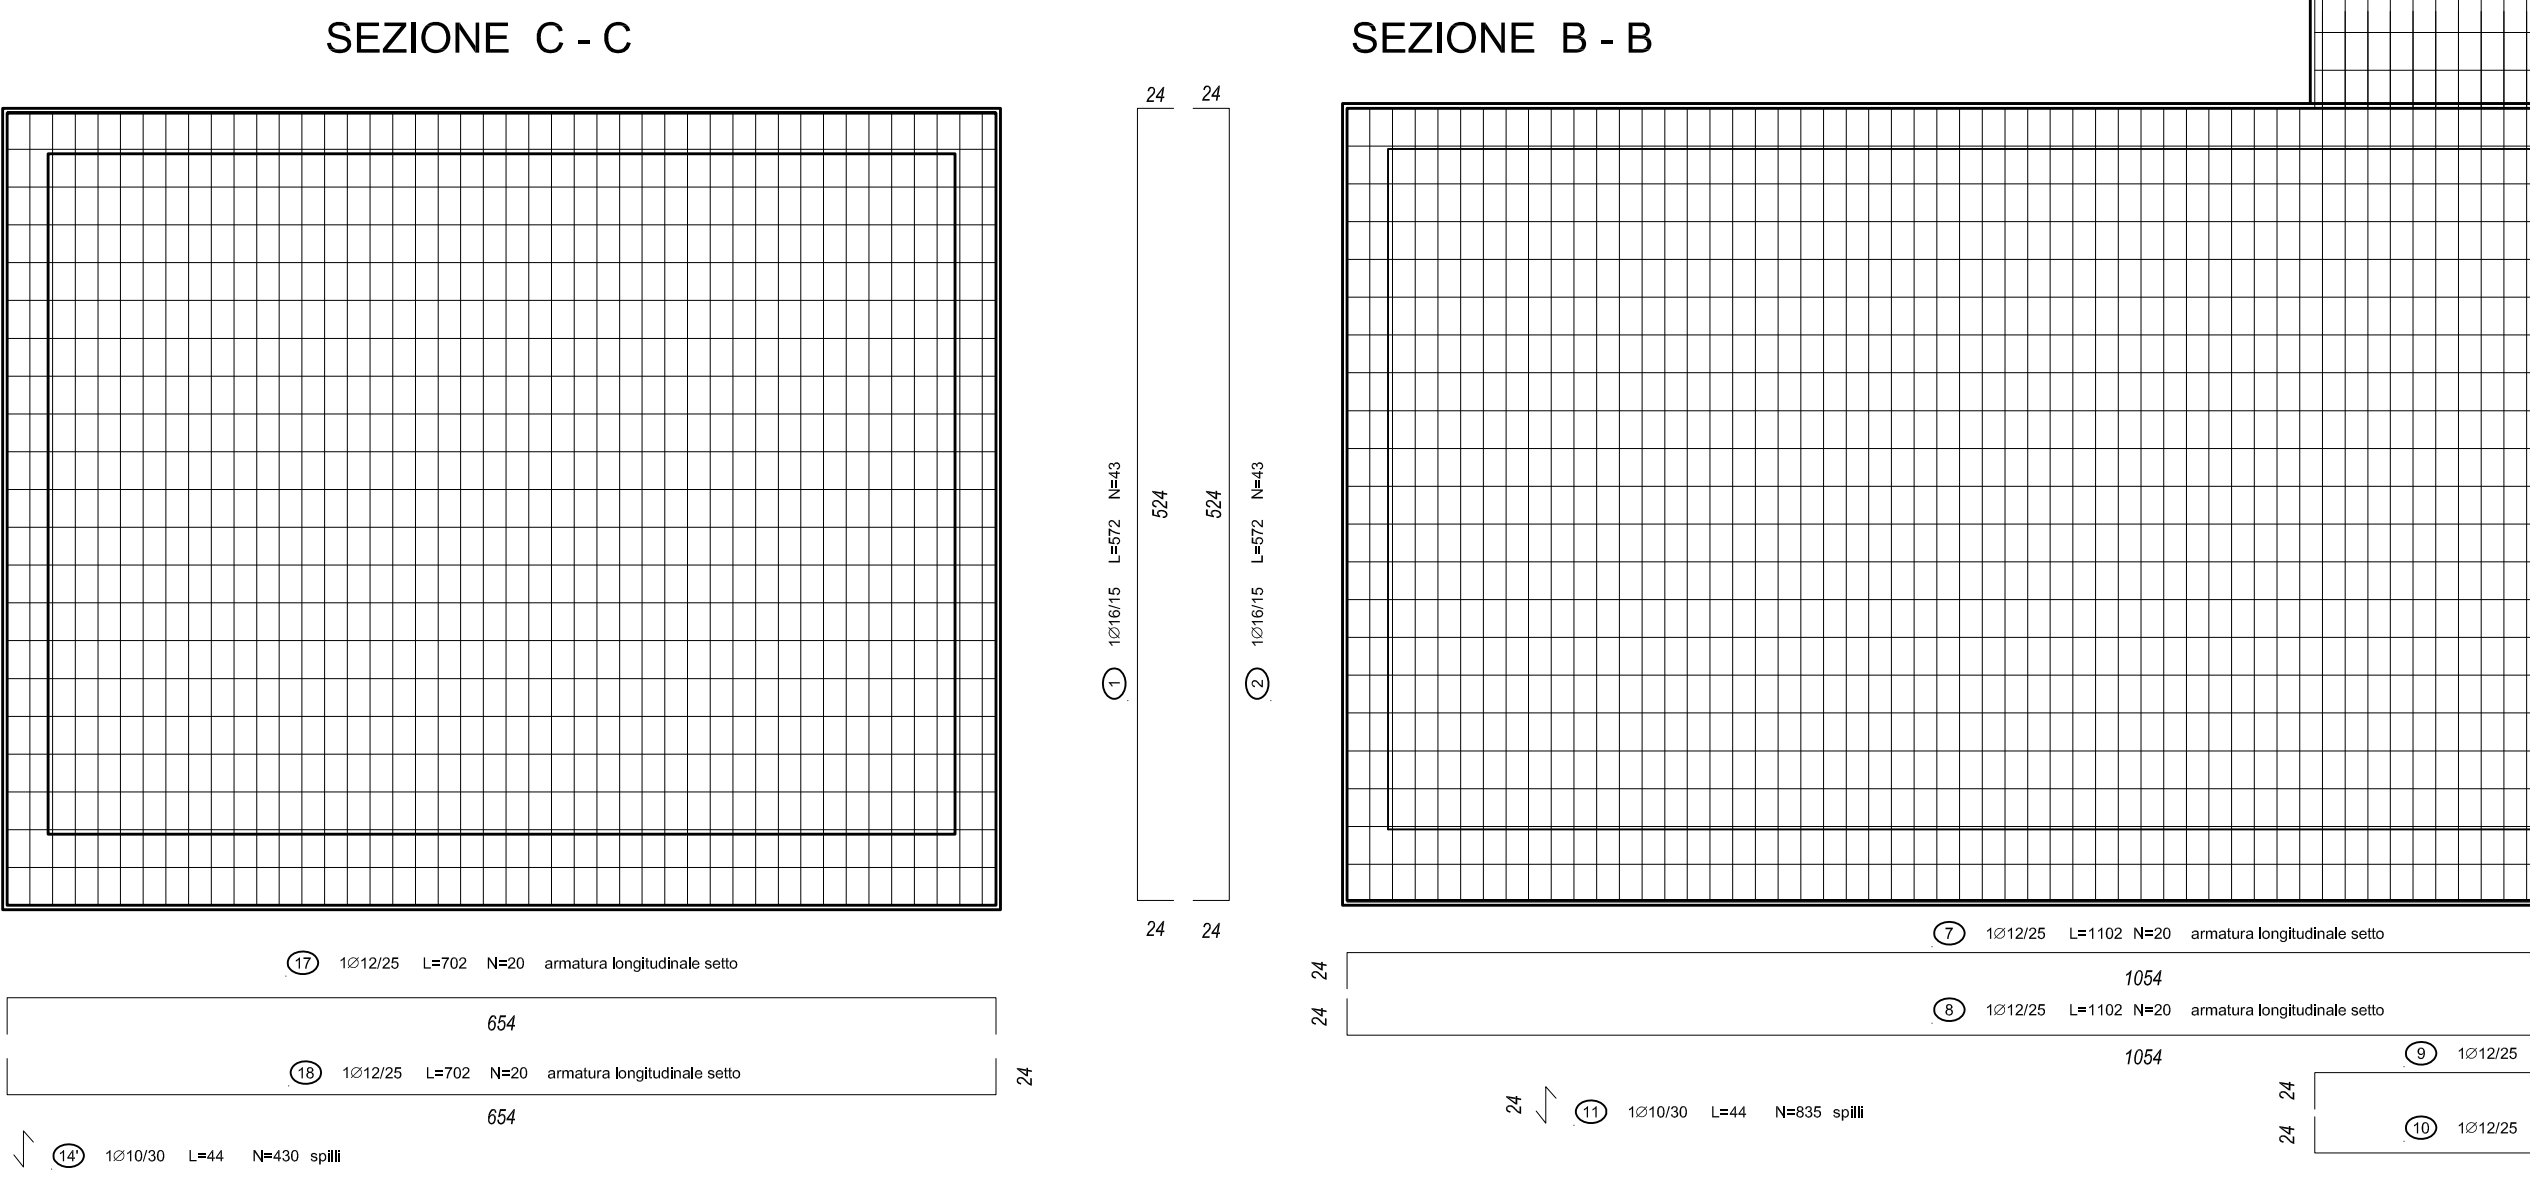 SEZIONE C - C
SEZIONE B - B
24 24
524
524
1 1Ø16/15 L=572 N=43
2 1Ø16/15 L=572 N=43
24 24
17 1Ø12/25 L=702 N=20 armatura longitudinale setto
654
18 1Ø12/25 L=702 N=20 armatura longitudinale setto
24
654
14' 1Ø10/30 L=44 N=430 spilli
7 1Ø12/25 L=1102 N=20 armatura longitudinale setto
24
1054
8 1Ø12/25 L=1102 N=20 armatura longitudinale setto
24
1054
9 1Ø12/25
24
24 11 1Ø10/30 L=44 N=835 spilli
10 1Ø12/25
24